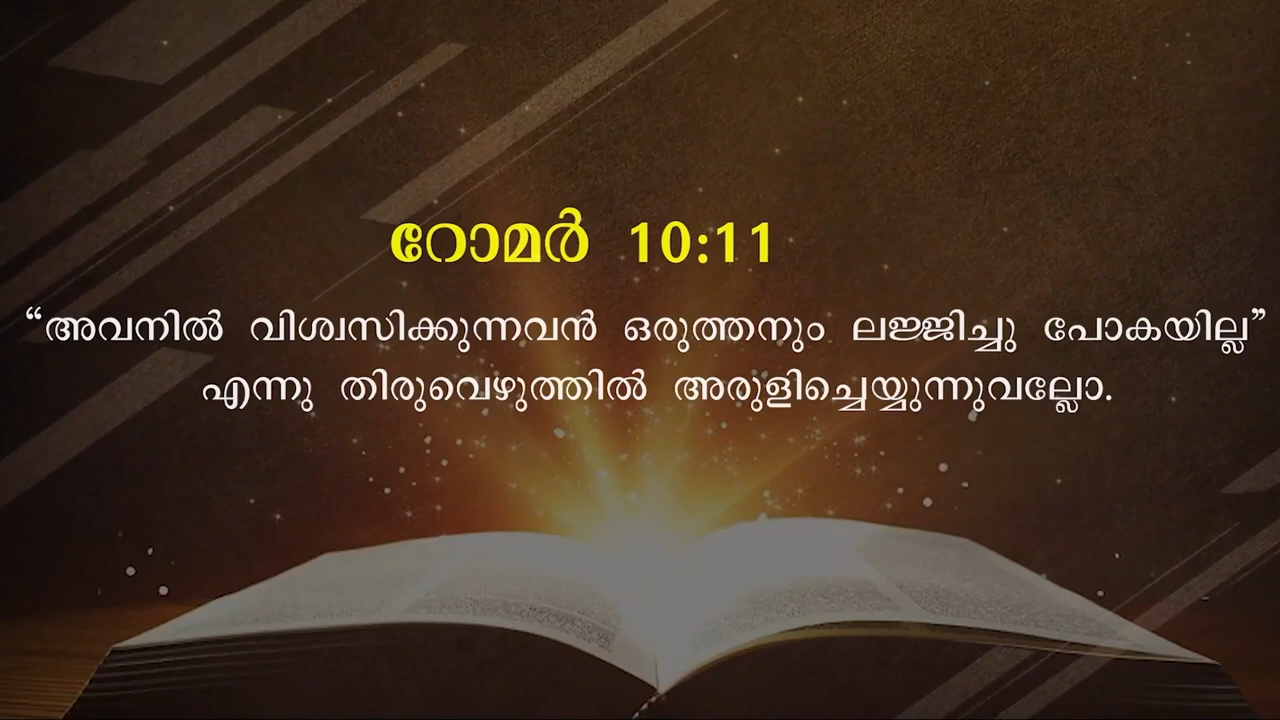 റോമർ 10:11
“അവനിൽ വിശ്വസിക്കുന്നവൻ ഒരുത്തനും ലജ്ജിച്ചു പോകയില്ല”
എന്നു തിരുവെഴുത്തിൽ അരുളിച്ചെയ്യുന്നുവല്ലോ.